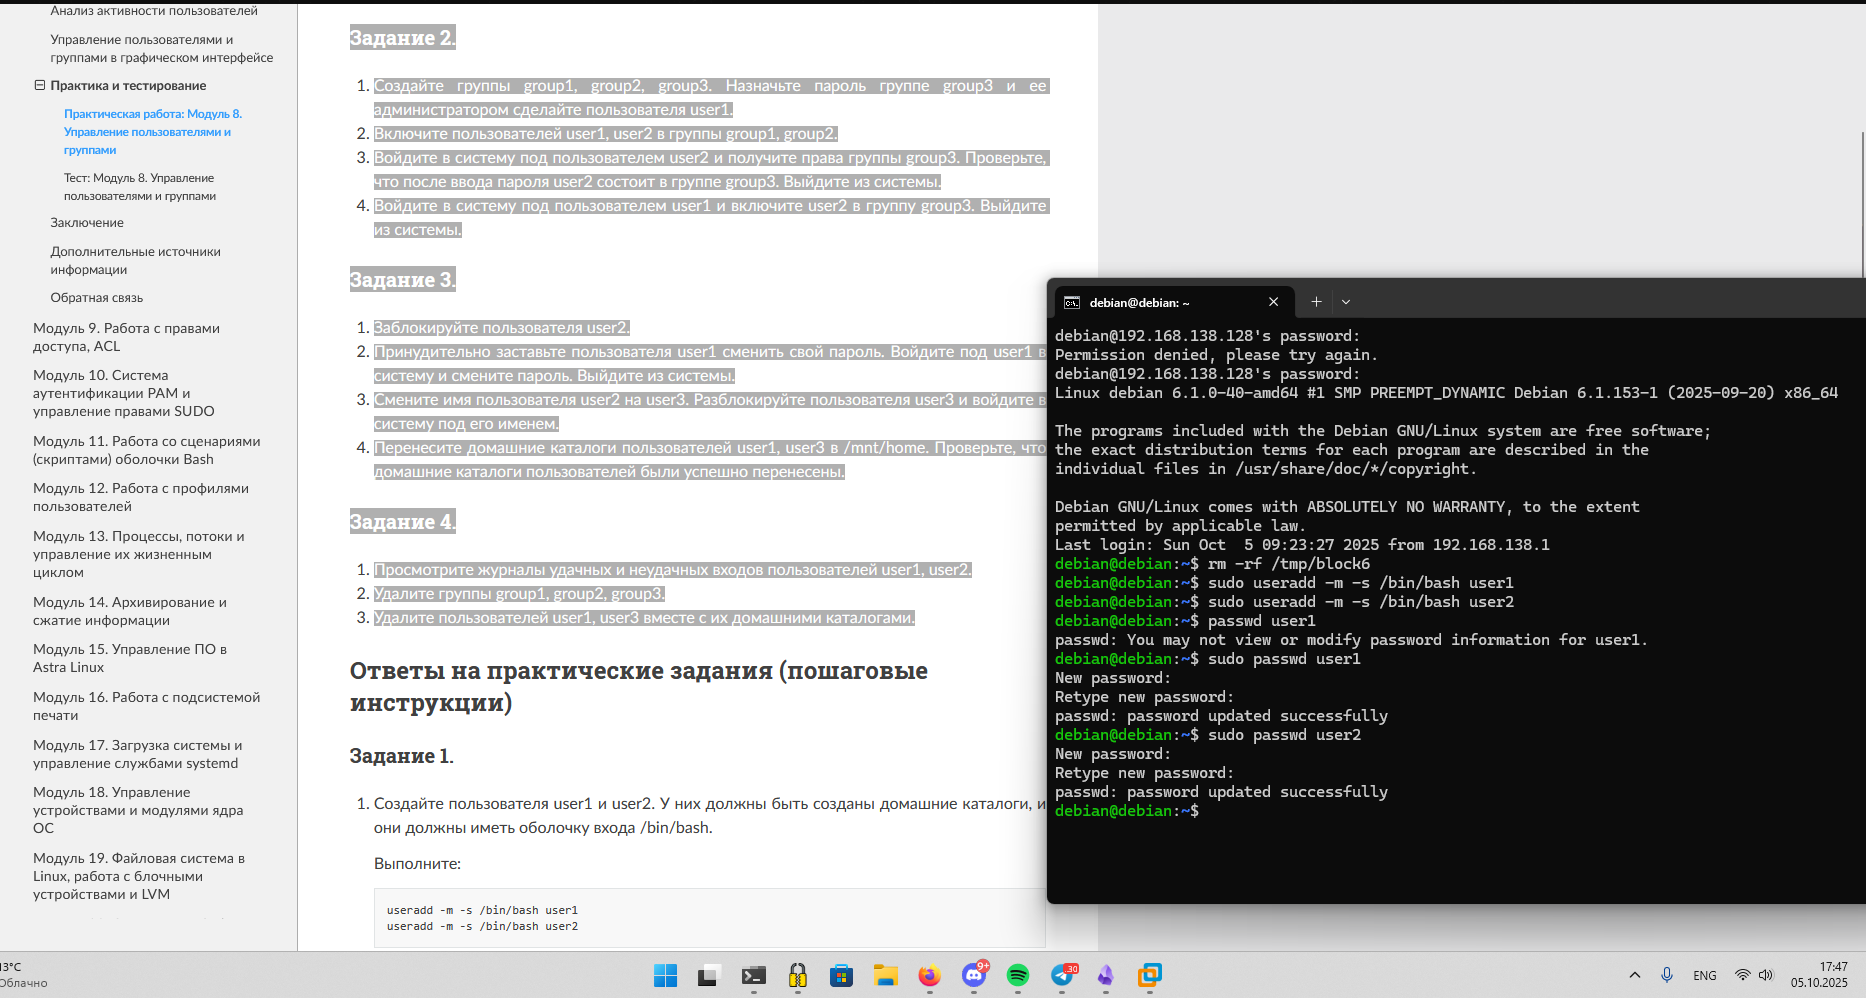 Анализ активности пользователей
Управление пользователями и
группами в графическом интерфейсе
Практика и тестирование
Практическая работа: Модуль 8.
Управление пользователями и
группами
Тест: Модуль 8. Управление
пользователями и группами
Заключение
Дополнительные источники
информации
Обратная связь
Модуль 9. Работа с правами
доступа, ACL
Модуль 10. Система
аутентификации PAM и
управление правами SUDO
Модуль 11. Работа со сценариями
(скриптами) оболочки Bash
Модуль 12. Работа с профилями
пользователей
Модуль 13. Процессы, потоки и
управление их жизненным
циклом
Модуль 14. Архивирование и
сжатие информации
Модуль 15. Управление ПО в
Astra Linux
Модуль 16. Работа с подсистемой
печати
Модуль 17. Загрузка системы и
управление службами systemd
Модуль 18. Управление
устройствами и модулями ядра
ОС
Модуль 19. Файловая система в
Linux, работа с блочными
устройствами и LVM
Задание 2.
1. Создайте группы group1, group2, group3. Назначьте пароль группе group3 и ее
администратором сделайте пользователя user1.
2. Включите пользователей user1, user2 в группы group1, group2.
3. Войдите в систему под пользователем user2 и получите права группы group3. Проверьте,
что после ввода пароля user2 состоит в группе group3. Выйдите из системы.
4. Войдите в систему под пользователем user1 и включите user2 в группу group3. Выйдите
из системы.
Задание 3.
1. Заблокируйте пользователя user2.
2. Принудительно заставьте пользователя user1 сменить свой пароль. Войдите под user1 в
систему и смените пароль. Выйдите из системы.
3. Смените имя пользователя user2 на user3. Разблокируйте пользователя user3 и войдите в
систему под его именем.
4. Перенесите домашние каталоги пользователей user1, user3 в /mnt/home. Проверьте, что
домашние каталоги пользователей были успешно перенесены.
Задание 4.
1. Просмотрите журналы удачных и неудачных входов пользователей user1, user2.
2. Удалите группы group1, group2, group3.
3. Удалите пользователей user1, user3 вместе с их домашними каталогами.
Ответы на практические задания (пошаговые
инструкции)
Задание 1.
1. Создайте пользователя user1 и user2. У них должны быть созданы домашние каталоги, и
они должны иметь оболочку входа /bin/bash.
Выполните:
useradd -m -s /bin/bash user1
useradd -m -s /bin/bash user2
debian@debian: ~
debian@192.168.138.128's password:
Permission denied, please try again.
debian@192.168.138.128's password:
Linux debian 6.1.0-40-amd64 #1 SMP PREEMPT_DYNAMIC Debian 6.1.153-1 (2025-09-20) x86_64
The programs included with the Debian GNU/Linux system are free software;
the exact distribution terms for each program are described in the
individual files in /usr/share/doc/*/copyright.
Debian GNU/Linux comes with ABSOLUTELY NO WARRANTY, to the extent
permitted by applicable law.
Last login: Sun Oct  5 09:23:27 2025 from 192.168.138.1
debian@debian:~$ rm -rf /tmp/block6
debian@debian:~$ sudo useradd -m -s /bin/bash user1
debian@debian:~$ sudo useradd -m -s /bin/bash user2
debian@debian:~$ passwd user1
passwd: You may not view or modify password information for user1.
debian@debian:~$ sudo passwd user1
New password:
Retype new password:
passwd: password updated successfully
debian@debian:~$ sudo passwd user2
New password:
Retype new password:
passwd: password updated successfully
debian@debian:~$
13°C
Облачно
9+
30
ENG
17:47
05.10.2025